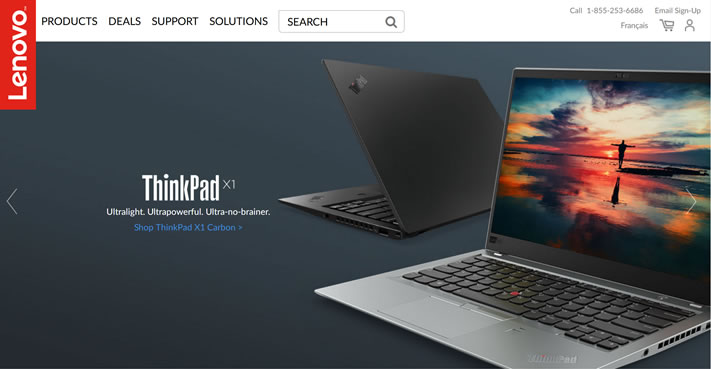 Lenovo
PRODUCTS DEALS SUPPORT SOLUTIONS SEARCH
Call 1-855-253-6686 Email Sign-Up
Français
ThinkPad X1
Ultralight. Ultrapowerful. Ultra-no-brainer.
Shop ThinkPad X1 Carbon >
ThinkPad